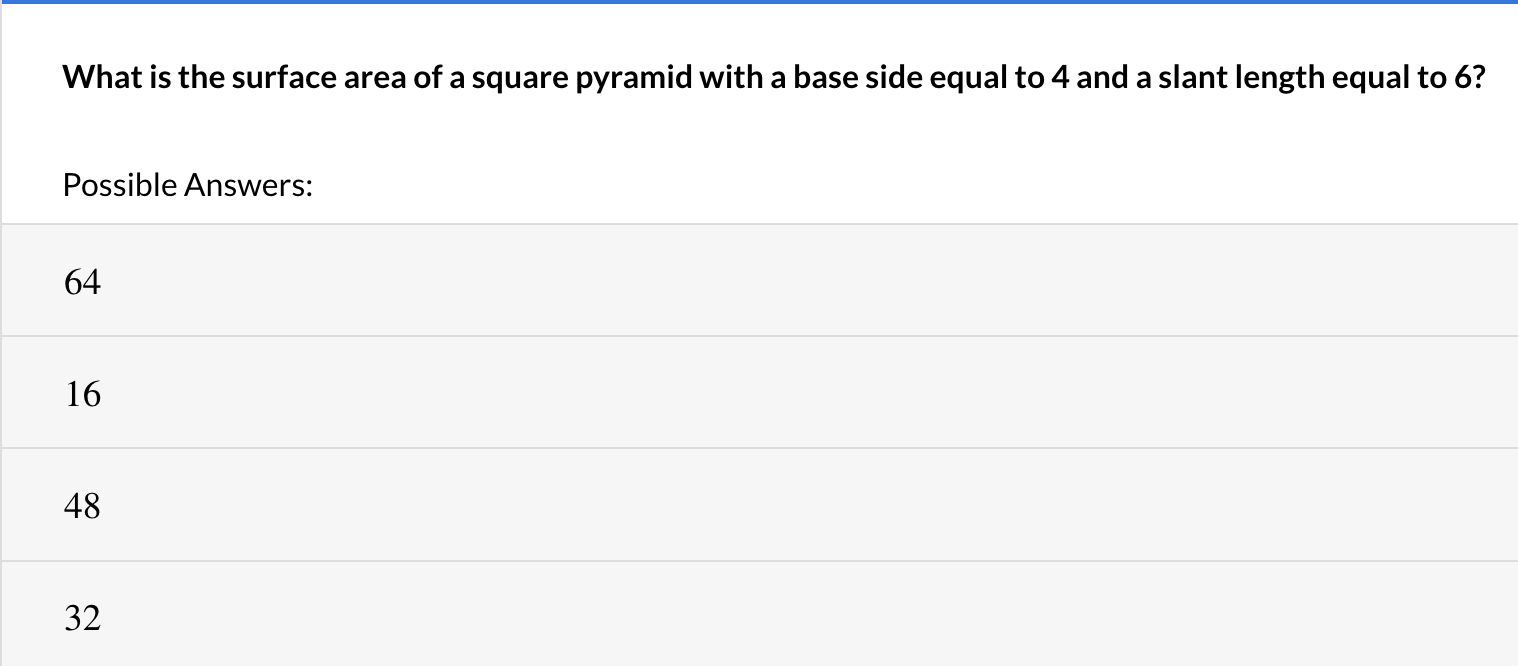 What is the surface area of a square pyramid with a base side equal to 4 and a slant length equal to 6?
Possible Answers:
64
16
48
32